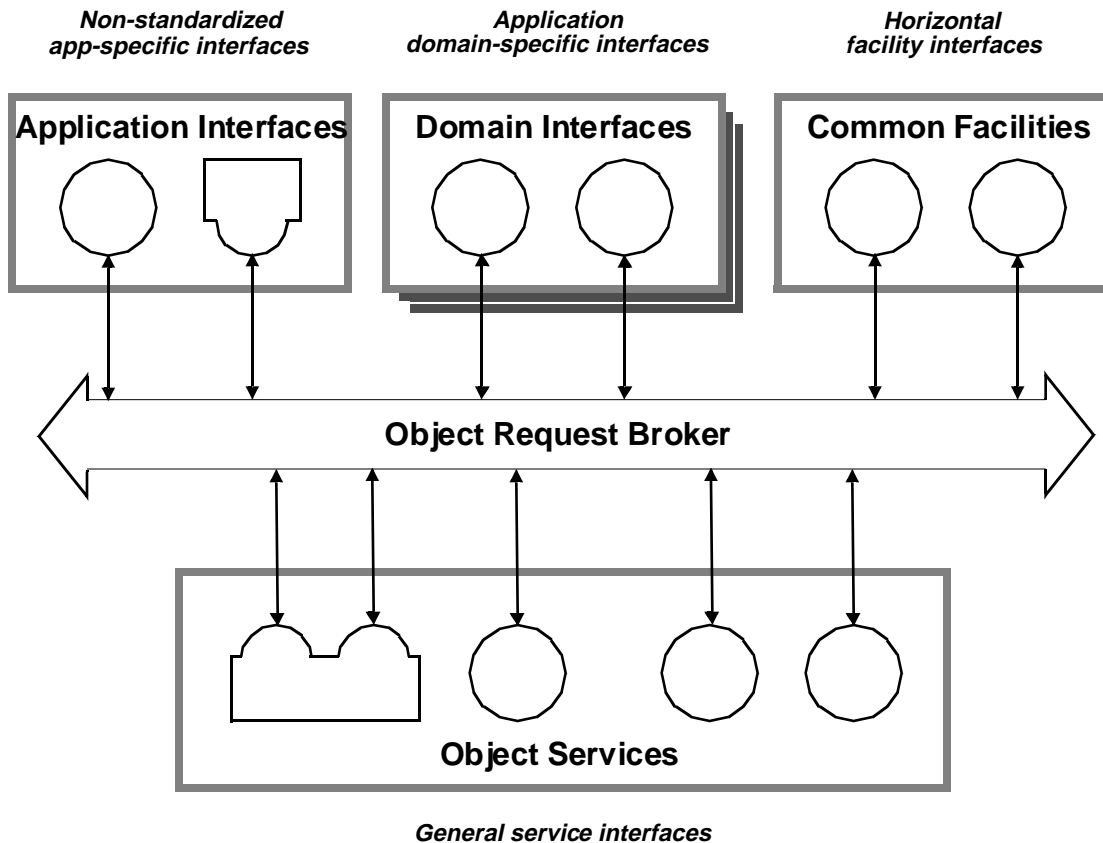 Non-standardized
app-specific interfaces
Application
domain-specific interfaces
Horizontal
facility interfaces
Application Interfaces
Domain Interfaces
Common Facilities
Object Request Broker
Object Services
General service interfaces